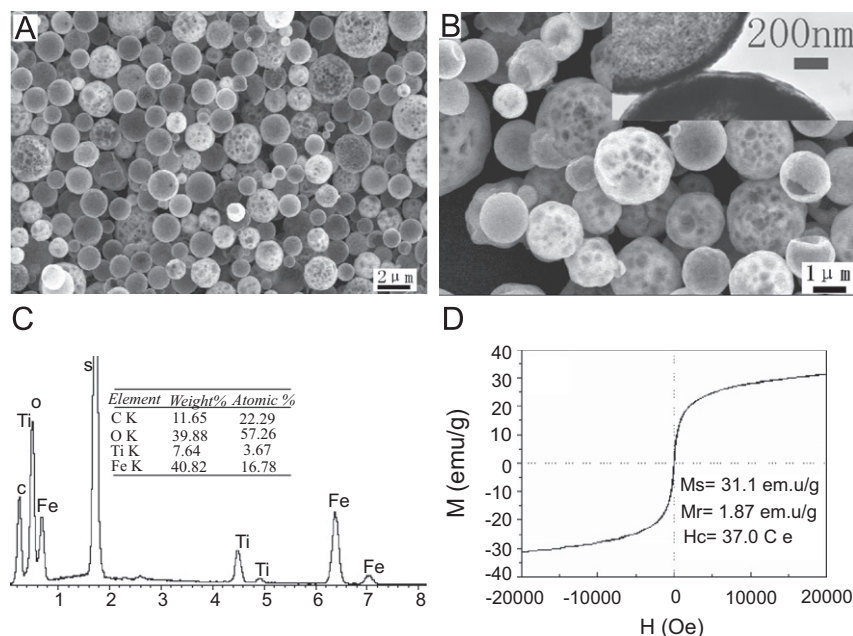 A
2 μm
B
200nm
1 μm
C
s
o
Ti
c
Fe
Element Weight% Atomic %
C K 11.65 22.29
O K 39.88 57.26
Ti K 7.64 3.67
Fe K 40.82 16.78
Ti
Ti
Fe
Fe
1 2 3 4 5 6 7 8
D
M (emu/g)
40
30
20
10
0
-10
-20
-30
-40
Ms= 31.1 em.u/g
Mr= 1.87 em.u/g
Hc= 37.0 C e
-20000 -10000 0 10000 20000
H (Oe)